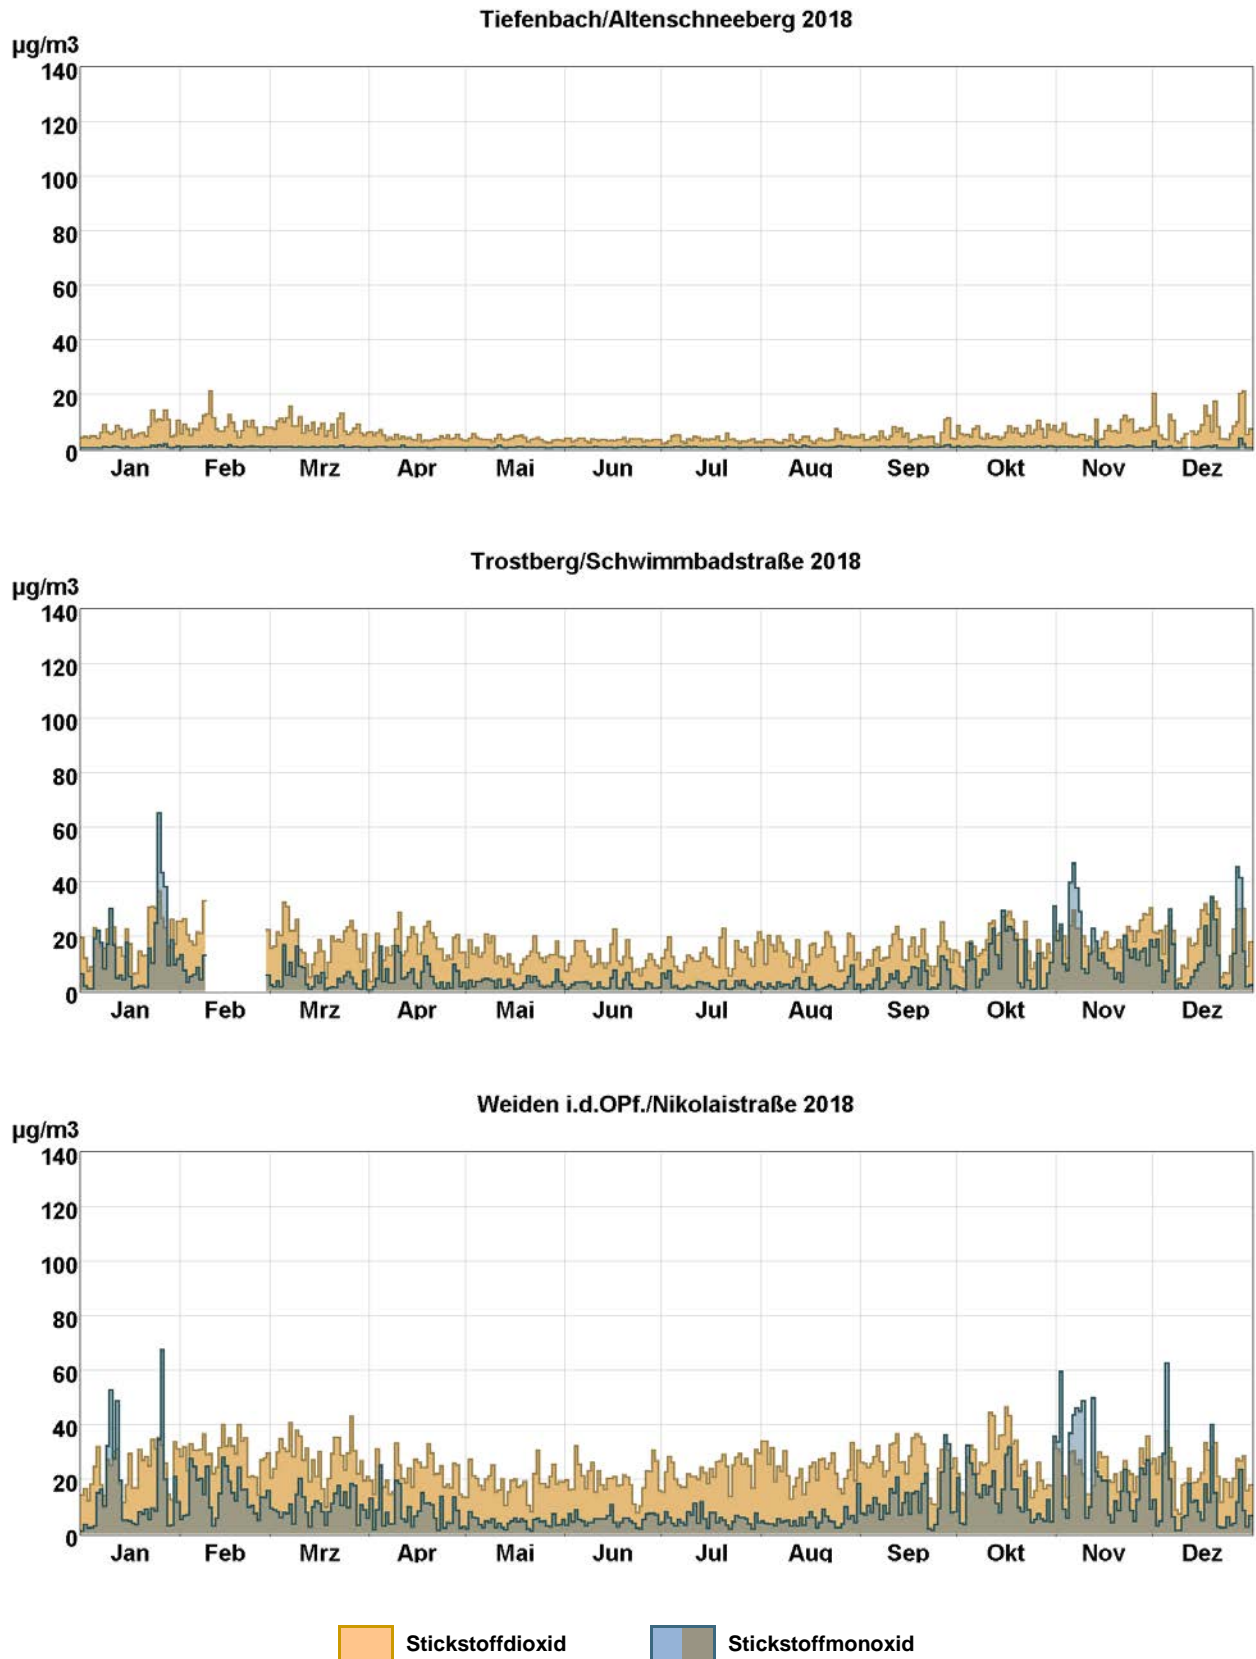 Tiefenbach/Altenschneeberg 2018
µg/m3
140
120
100
80
60
40
20
0
Jan Feb Mrz Apr Mai Jun Jul Aug Sep Okt Nov Dez
Trostberg/Schwimmbadstraße 2018
µg/m3
140
120
100
80
60
40
20
0
Jan Feb Mrz Apr Mai Jun Jul Aug Sep Okt Nov Dez
Weiden i.d.OPf./Nikolaistraße 2018
µg/m3
140
120
100
80
60
40
20
0
Jan Feb Mrz Apr Mai Jun Jul Aug Sep Okt Nov Dez
Stickstoffdioxid Stickstoffmonoxid